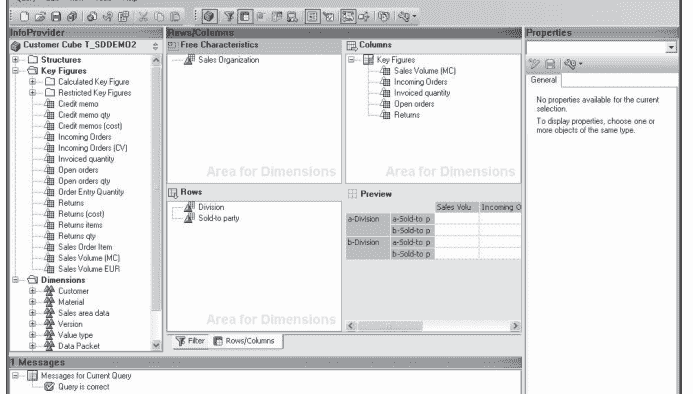 InfoProvider
Customer Cube T_SDDEMO2
Structures
Key Figures
Calculated Key Figure
Restricted Key Figures
Credit memo
Credit memo qty
Credit memos (cost)
Incoming Orders
Incoming Orders (CV)
Invoiced quantity
Open orders
Open orders qty
Order Entry Quantity
Returns
Returns (cost)
Returns items
Returns qty
Sales Order Item
Sales Volume (MC)
Sales Volume EUR
Dimensions
Customer
Material
Sales area data
Version
Value type
Data Packet
Rows/Columns
Free Characteristics
Sales Organization
Area for Dimensions
Columns
Key Figures
Sales Volume (MC)
Incoming Orders
Invoiced quantity
Open orders
Returns
Area for Dimensions
Rows
Division
Sold-to party
Area for Dimensions
Preview
Sales Volu Incoming O
a-Division a-Sold-to p
b-Sold-to p
b-Division a-Sold-to p
b-Sold-to p
Filter Rows/Columns
Properties
General
No properties available for the current
selection.
To display properties, choose one or
more objects of the same type.
1 Messages
Messages for Current Query
Query is correct